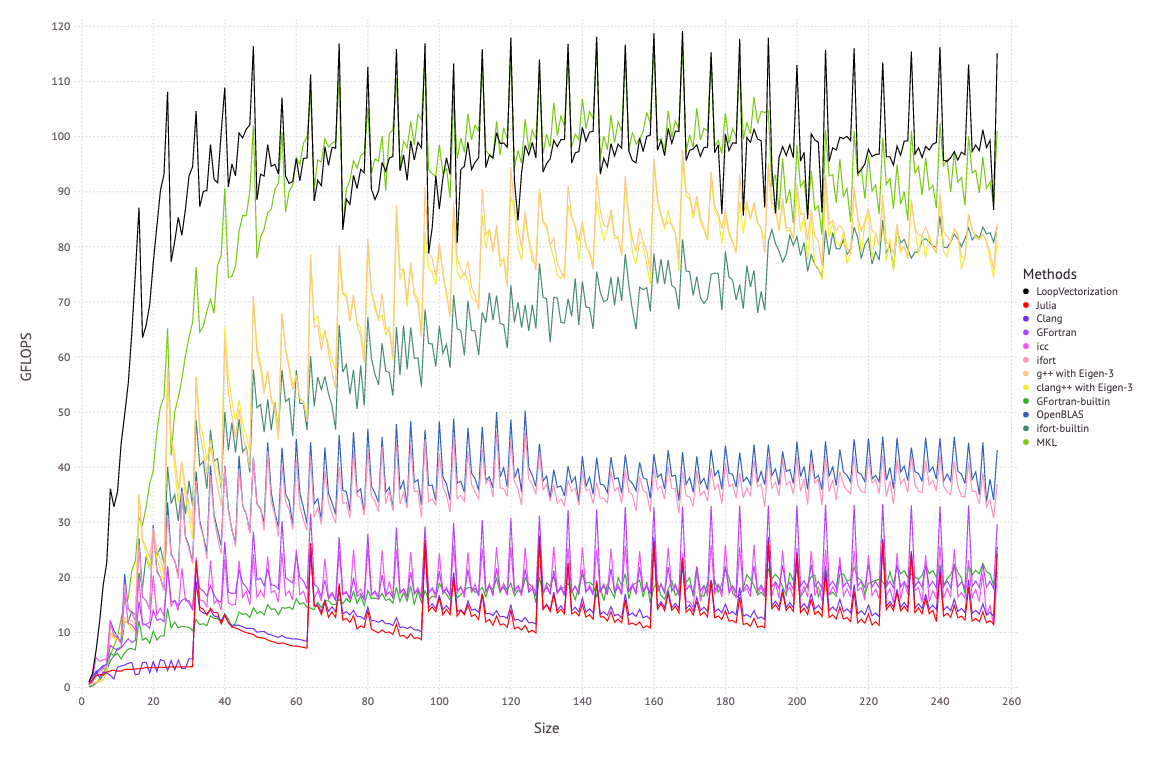 120
110
100
90
80
70
60
50
40
30
20
10
0
GFLOPS
0 20 40 60 80 100 120 140 160 180 200 220 240 260
Size
Methods
LoopVectorization
Julia
Clang
GFortran
icc
ifort
g++ with Eigen-3
clang++ with Eigen-3
GFortran-builtin
OpenBLAS
ifort-builtin
MKL